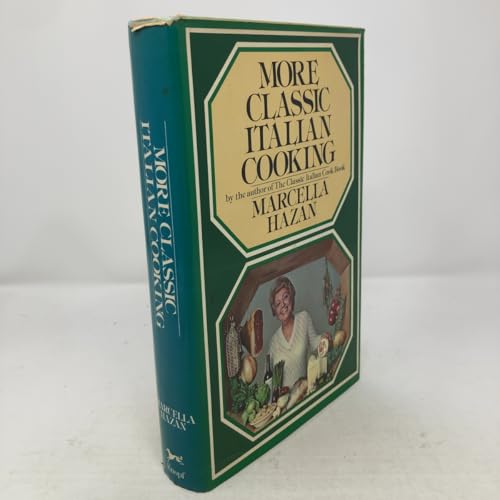 MORE
CLASSIC
ITALIAN
COOKING
by the author of The Classic Italian Cook Book
MARCELLA
HAZAN
MORE CLASSIC
ITALIAN COOKING
MARCELLA
HAZAN
Knopf